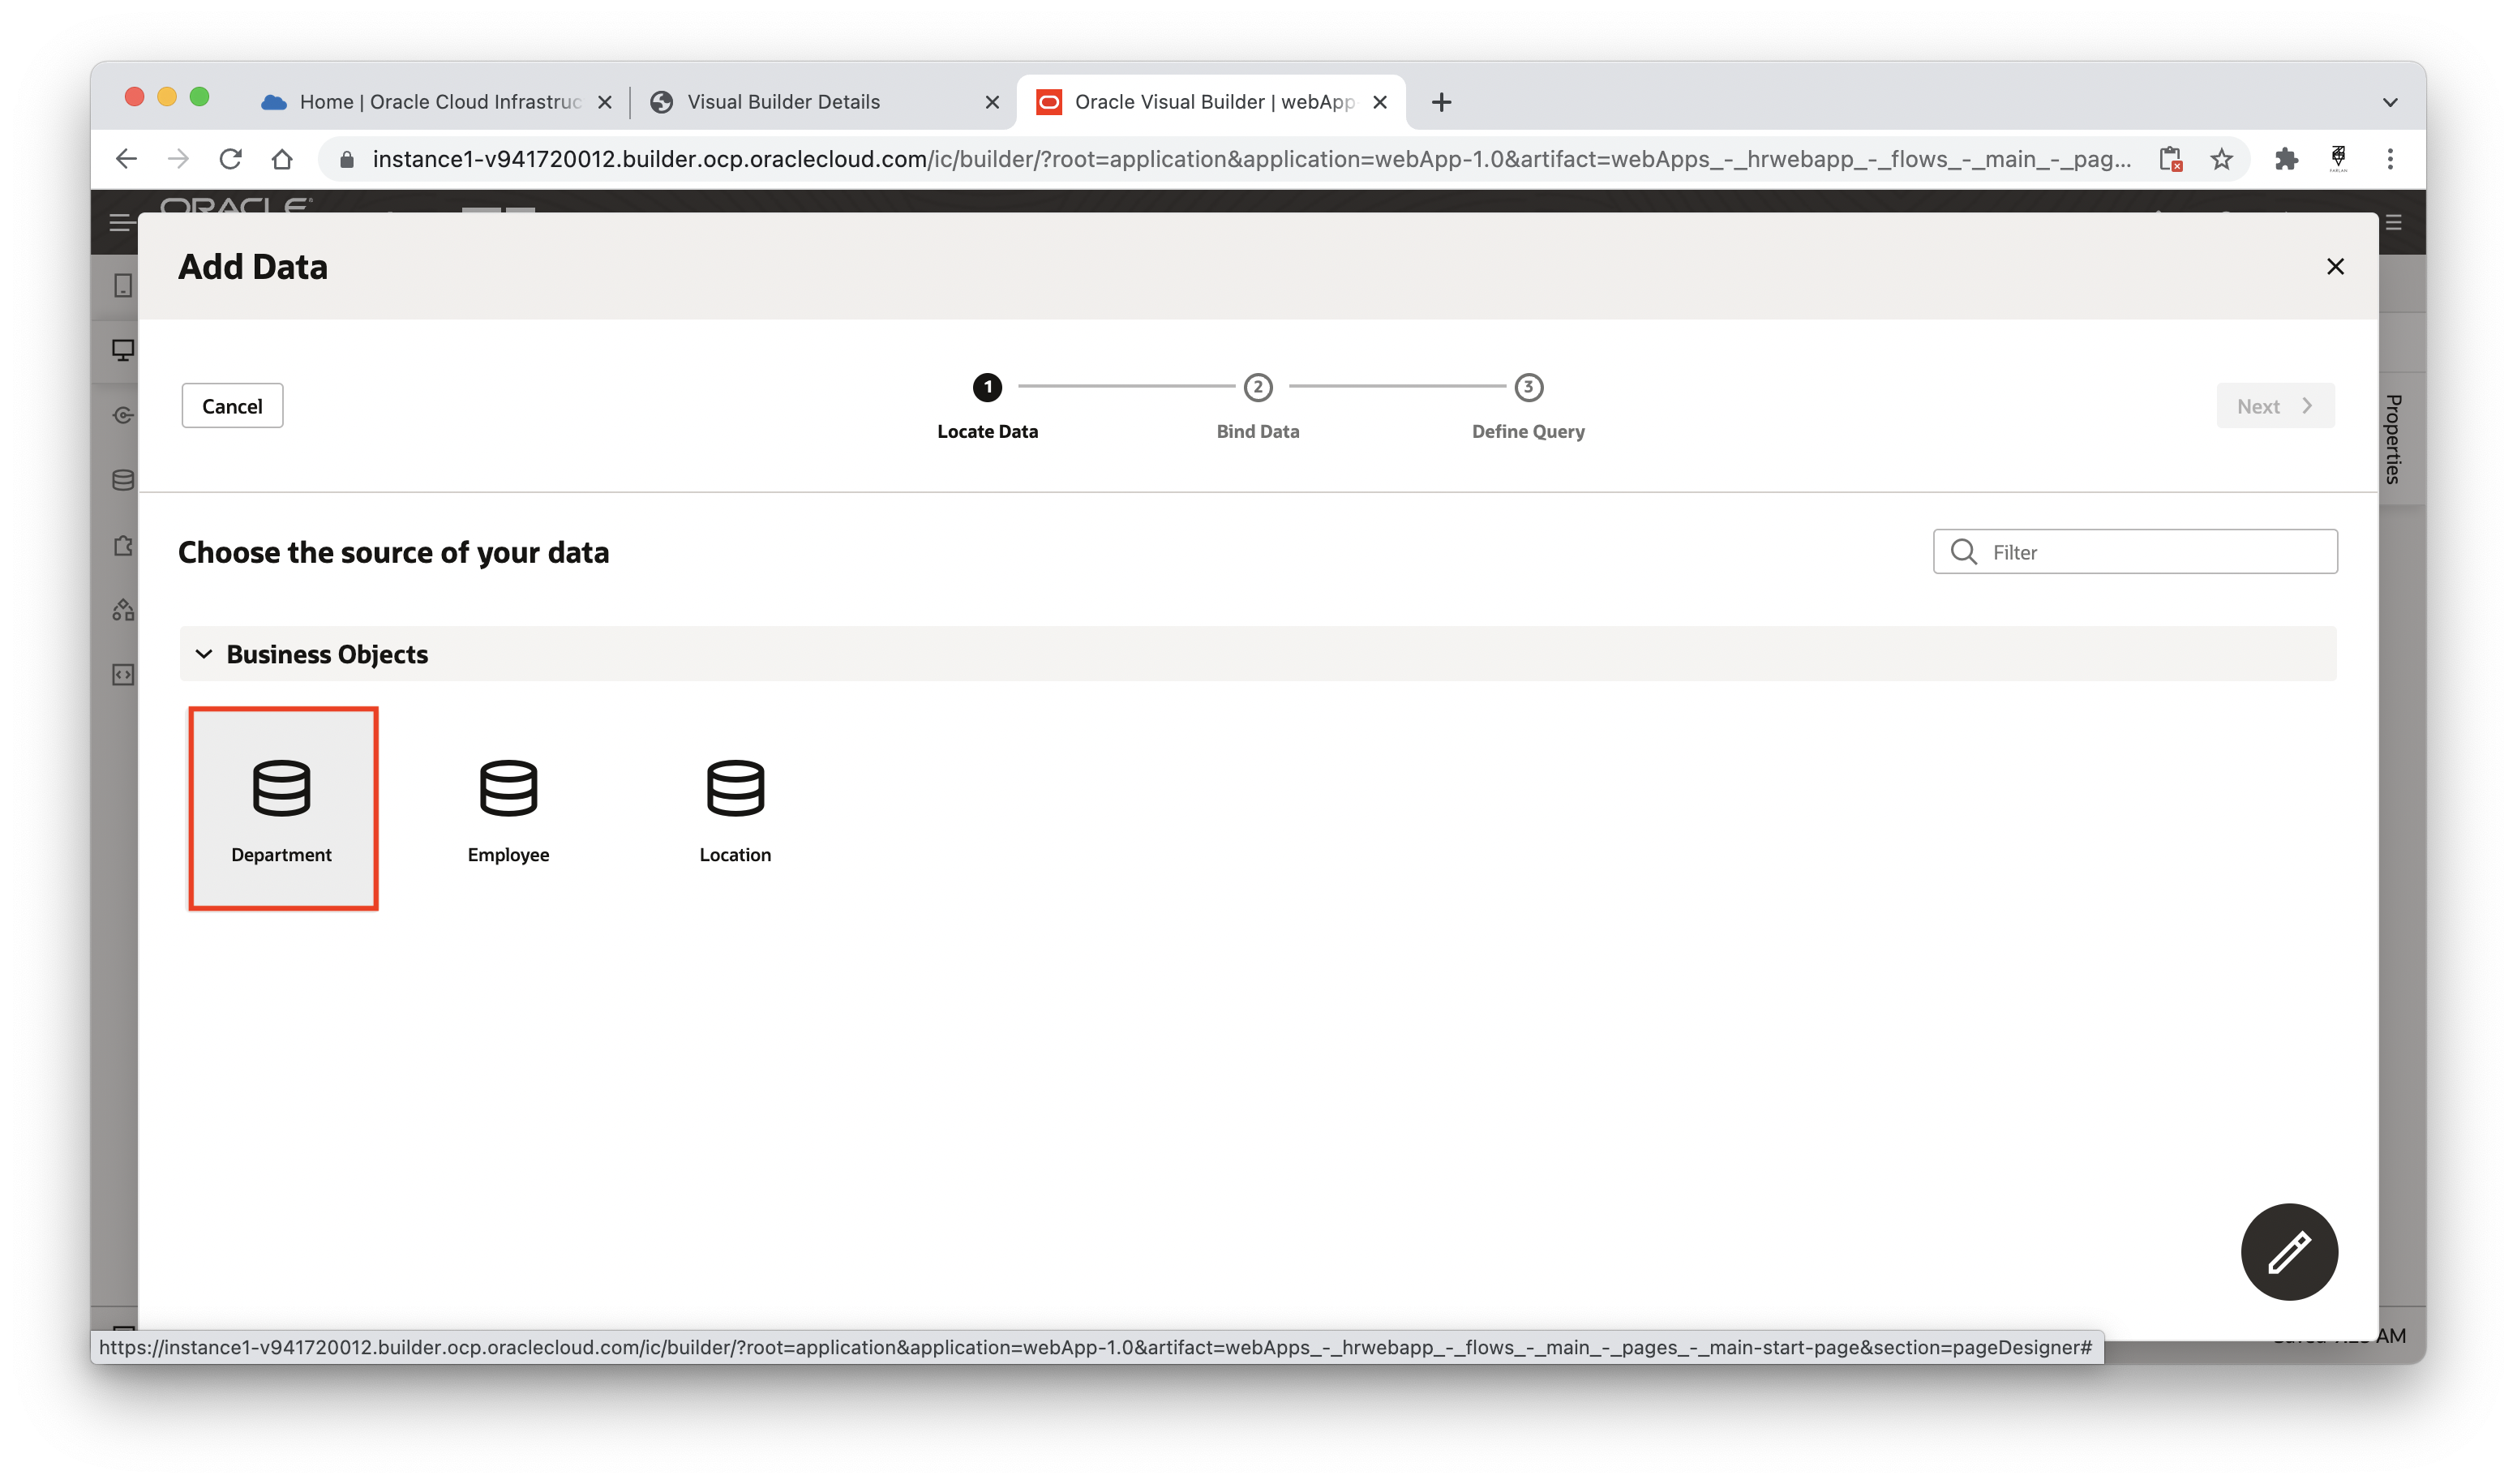 Home | Oracle Cloud Infrastruc
Visual Builder Details
Oracle Visual Builder | webApp
instance1-v941720012.builder.ocp.oraclecloud.com/ic/builder/?root=application&application=webApp-1.0&artifact=webApps_-_hrwebapp_-_flows_-_main_-_pag...
ORACLE
Add Data
Cancel
1
2
3
Next
Locate Data
Bind Data
Define Query
Properties
Choose the source of your data
Filter
Business Objects
Department
Employee
Location
AM
https://instance1-v941720012.builder.ocp.oraclecloud.com/ic/builder/?root=application&application=webApp-1.0&artifact=webApps_-_hrwebapp_-_flows_-_main_-_pages_-_main-start-page&section=pageDesigner#